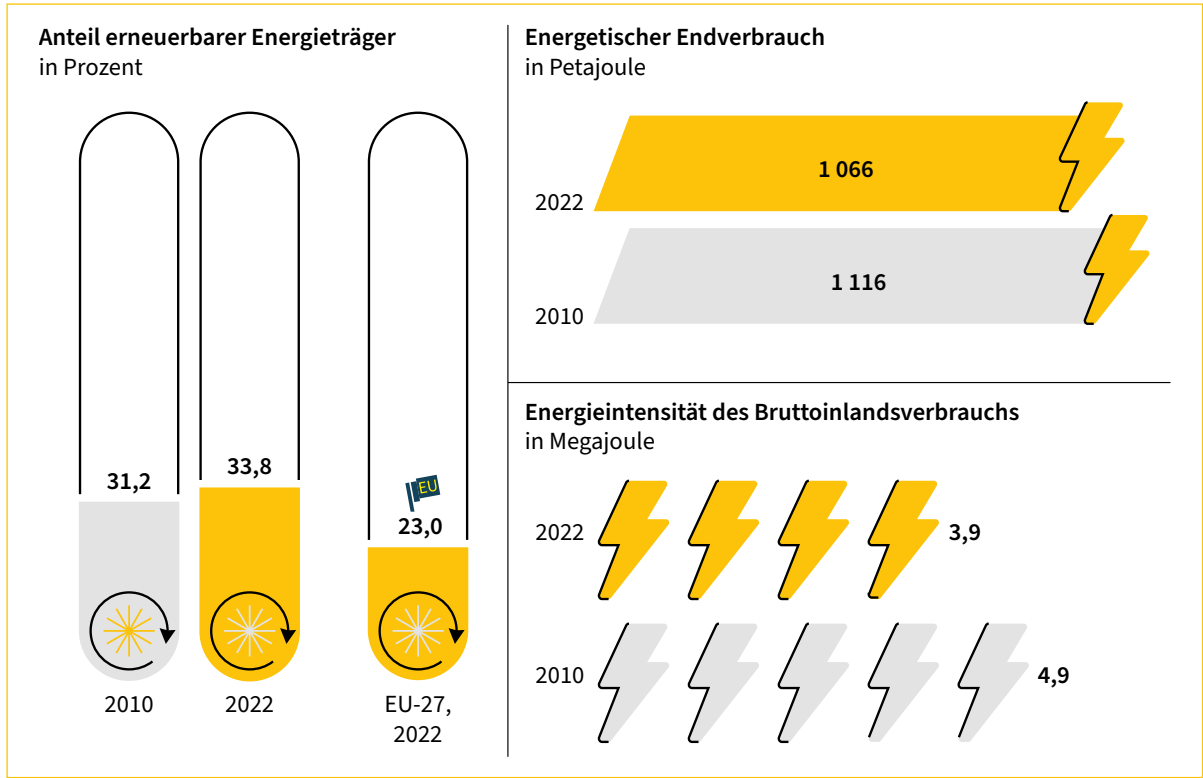 Anteil erneuerbarer Energieträger
in Prozent
31,2
33,8
EU
23,0
2010
2022
EU-27,
2022
Energetischer Endverbrauch
in Petajoule
1 066
2022
1 116
2010
Energieintensität des Bruttoinlandsverbrauchs
in Megajoule
2022
3,9
2010
4,9